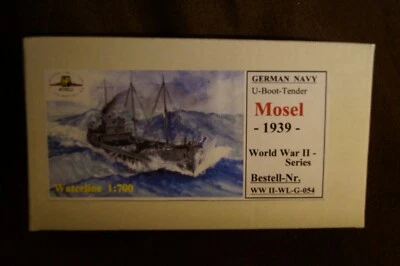 GERMAN NAVY
U-Boot-Tender
Mosel
- 1939 -
World War II -
Series
Bestell-Nr.
WW II-WL-G-054
Waterline 1:700